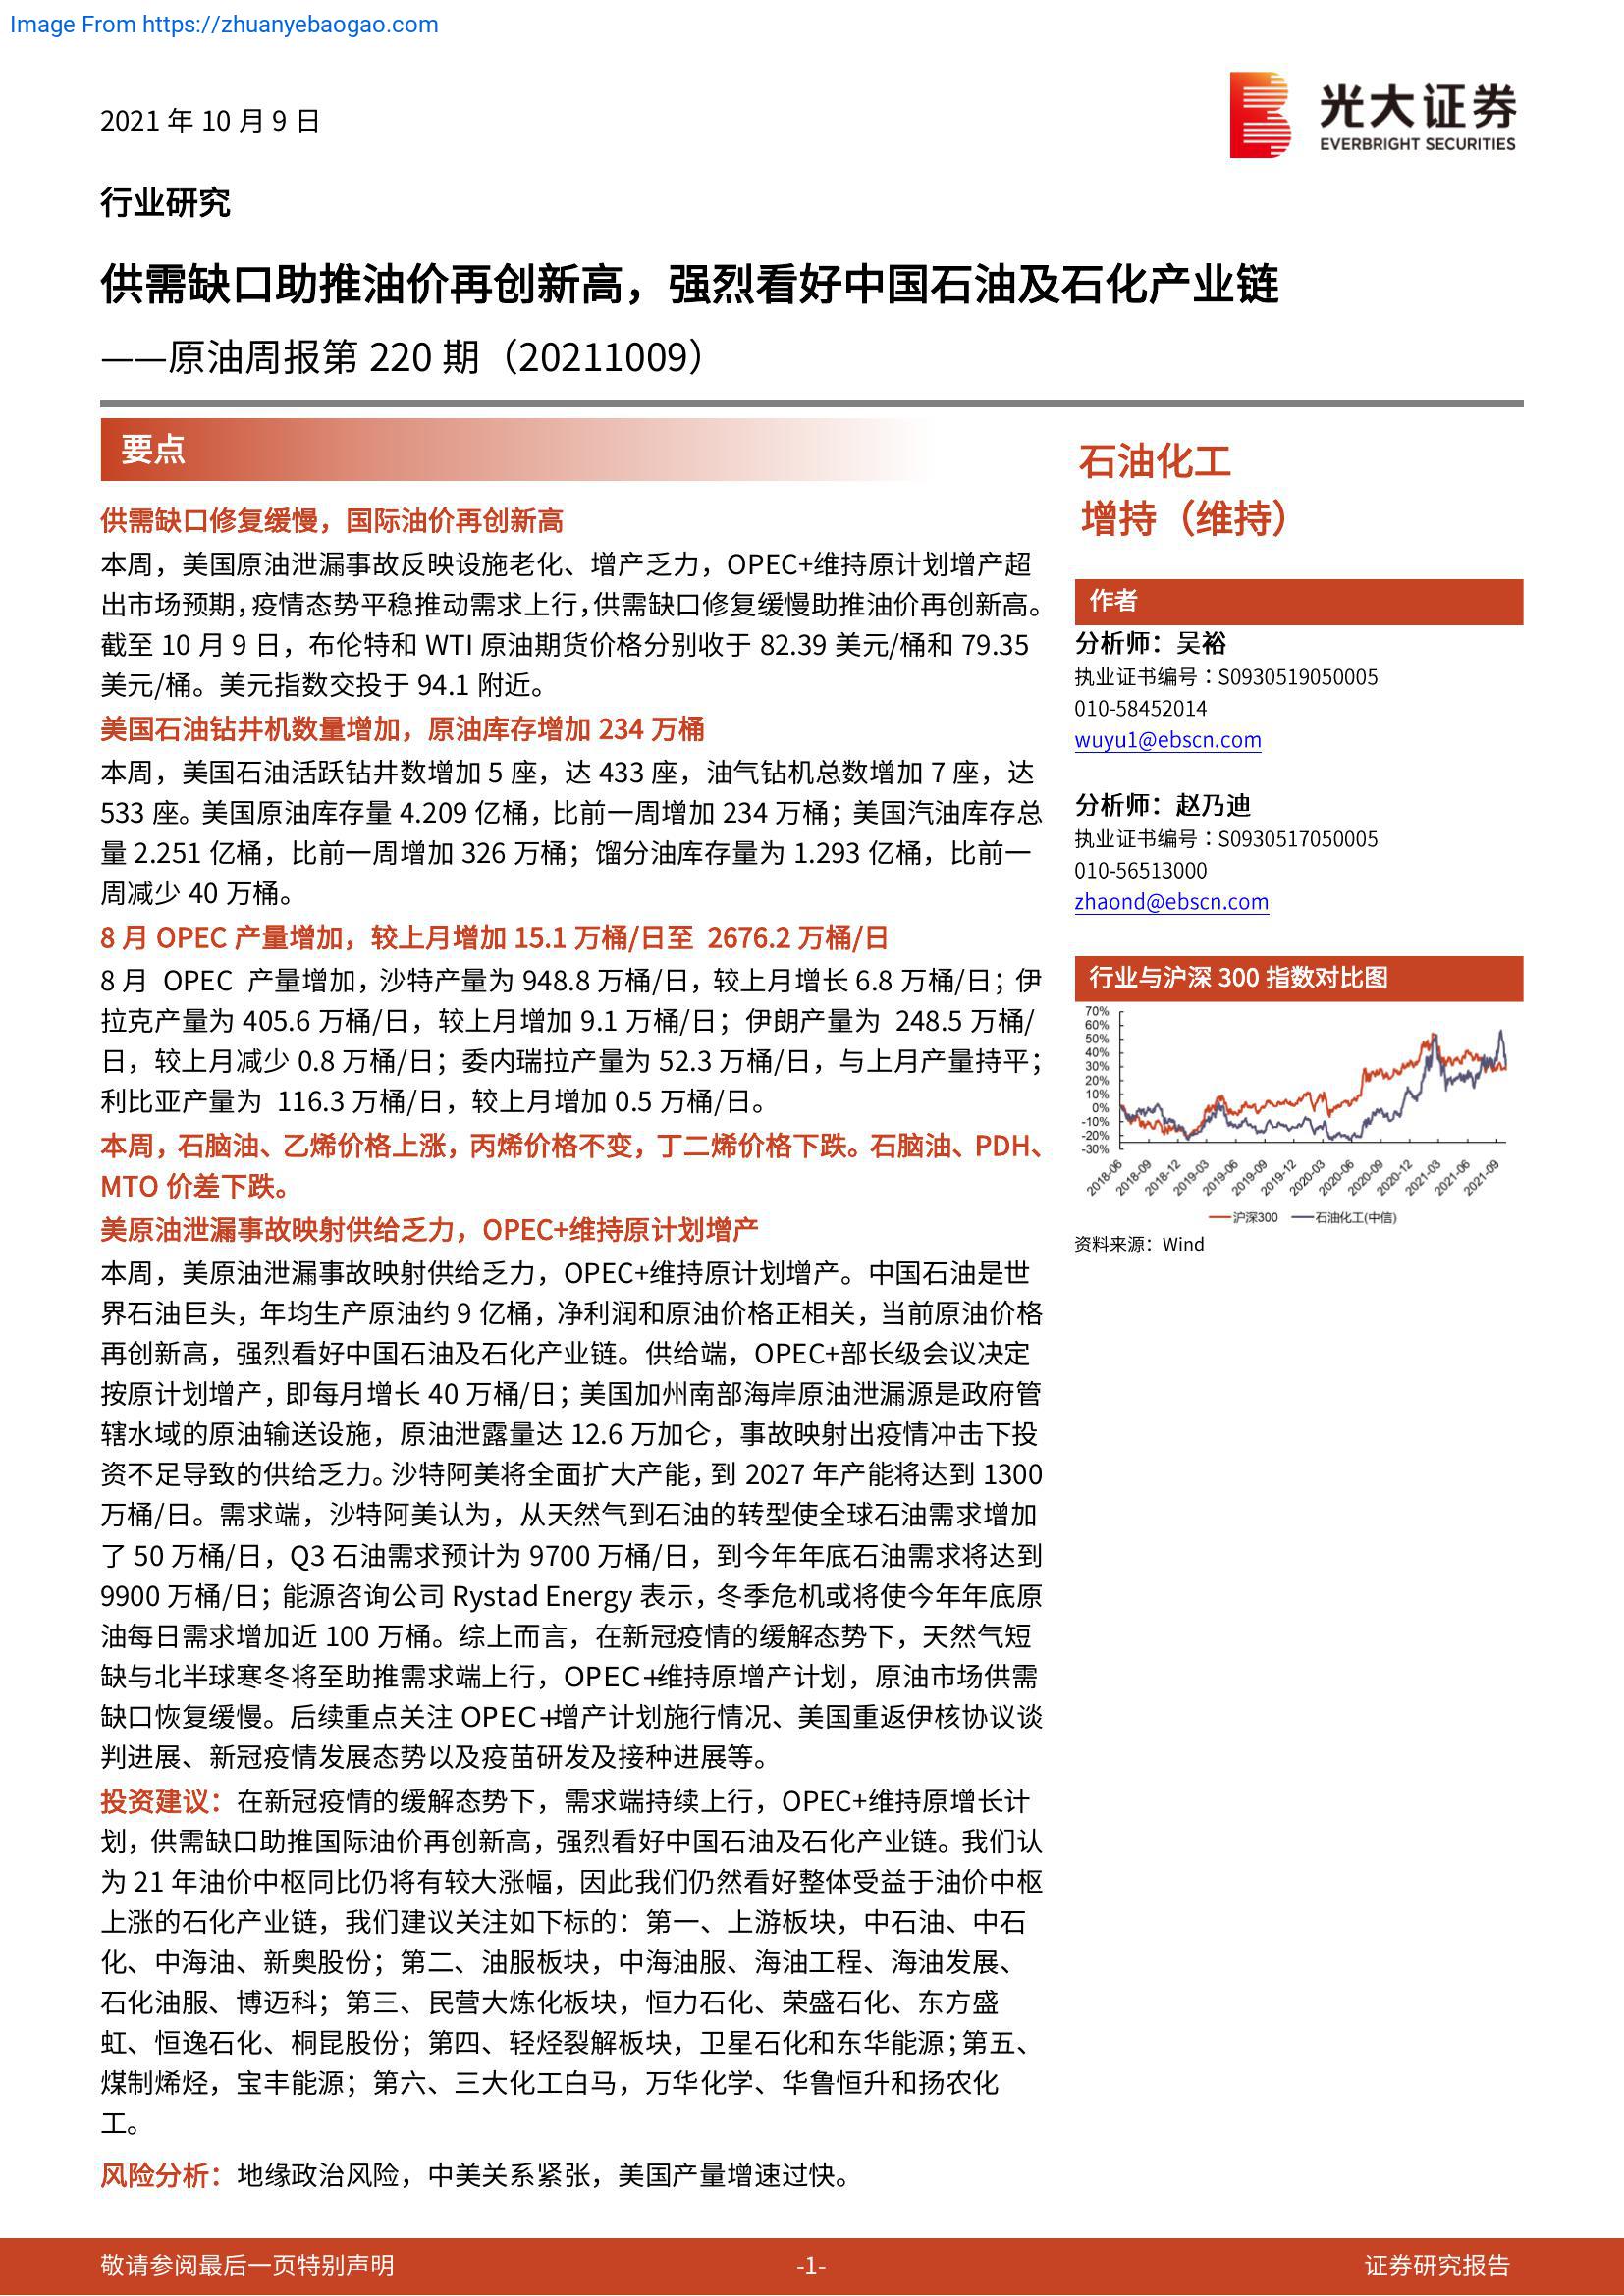 Image From https://zhuanyebaogao.com
2021 年 10 月 9 日
光大证券
EVERBRIGHT SECURITIES
行业研究
供需缺口助推油价再创新高，强烈看好中国石油及石化产业链
——原油周报第 220 期（20211009）
要点
供需缺口修复缓慢，国际油价再创新高
本周，美国原油泄漏事故反映设施老化、增产乏力，OPEC+维持原计划增产超
出市场预期，疫情态势平稳推动需求上行，供需缺口修复缓慢助推油价再创新高。
截至 10 月 9 日，布伦特和 WTI 原油期货价格分别收于 82.39 美元/桶和 79.35
美元/桶。美元指数交投于 94.1 附近。
美国石油钻井机数量增加，原油库存增加 234 万桶
本周，美国石油活跃钻井数增加 5 座，达 433 座，油气钻机总数增加 7 座，达
533 座。美国原油库存量 4.209 亿桶，比前一周增加 234 万桶；美国汽油库存总
量 2.251 亿桶，比前一周增加 326 万桶；馏分油库存量为 1.293 亿桶，比前一
周减少 40 万桶。
8 月 OPEC 产量增加，较上月增加 15.1 万桶/日至 2676.2 万桶/日
8 月 OPEC 产量增加，沙特产量为 948.8 万桶/日，较上月增长 6.8 万桶/日；伊
拉克产量为 405.6 万桶/日，较上月增加 9.1 万桶/日；伊朗产量为 248.5 万桶/
日，较上月减少 0.8 万桶/日；委内瑞拉产量为 52.3 万桶/日，与上月产量持平；
利比亚产量为 116.3 万桶/日，较上月增加 0.5 万桶/日。
本周，石脑油、乙烯价格上涨，丙烯价格不变，丁二烯价格下跌。石脑油、PDH、
MTO 价差下跌。
美原油泄漏事故映射供给乏力，OPEC+维持原计划增产
本周，美原油泄漏事故映射供给乏力，OPEC+维持原计划增产。中国石油是世
界石油巨头，年均生产原油约 9 亿桶，净利润和原油价格正相关，当前原油价格
再创新高，强烈看好中国石油及石化产业链。供给端，OPEC+部长级会议决定
按原计划增产，即每月增长 40 万桶/日；美国加州南部海岸原油泄漏源是政府管
辖水域的原油输送设施，原油泄露量达 12.6 万加仑，事故映射出疫情冲击下投
资不足导致的供给乏力。沙特阿美将全面扩大产能，到 2027 年产能将达到 1300
万桶/日。需求端，沙特阿美认为，从天然气到石油的转型使全球石油需求增加
了 50 万桶/日，Q3 石油需求预计为 9700 万桶/日，到今年年底石油需求将达到
9900 万桶/日；能源咨询公司 Rystad Energy 表示，冬季危机或将使今年年底原
油每日需求增加近 100 万桶。综上而言，在新冠疫情的缓解态势下，天然气短
缺与北半球寒冬将至助推需求端上行，OPEC+维持原增产计划，原油市场供需
缺口恢复缓慢。后续重点关注 OPEC+增产计划施行情况、美国重返伊核协议谈
判进展、新冠疫情发展态势以及疫苗研发及接种进展等。
投资建议：在新冠疫情的缓解态势下，需求端持续上行，OPEC+维持原增长计
划，供需缺口助推国际油价再创新高，强烈看好中国石油及石化产业链。我们认
为 21 年油价中枢同比仍将有较大涨幅，因此我们仍然看好整体受益于油价中枢
上涨的石化产业链，我们建议关注如下标的：第一、上游板块，中石油、中石
化、中海油、新奥股份；第二、油服板块，中海油服、海油工程、海油发展、
石化油服、博迈科；第三、民营大炼化板块，恒力石化、荣盛石化、东方盛
虹、恒逸石化、桐昆股份；第四、轻烃裂解板块，卫星石化和东华能源；第五、
煤制烯烃，宝丰能源；第六、三大化工白马，万华化学、华鲁恒升和扬农化
工。
风险分析：地缘政治风险，中美关系紧张，美国产量增速过快。
石油化工
增持（维持）
作者
分析师：吴裕
执业证书编号：S0930519050005
010-58452014
wuyu1@ebscn.com
分析师：赵乃迪
执业证书编号：S0930517050005
010-56513000
zhaond@ebscn.com
行业与沪深 300 指数对比图
70%
60%
50%
40%
30%
20%
10%
0%
-10%
-20%
-30%
2018-06 2018-09 2018-12 2019-03 2019-06 2019-09 2019-12 2020-03 2020-06 2020-09 2020-12 2021-03 2021-06 2021-09
沪深300 石油化工(中信)
资料来源：Wind
敬请参阅最后一页特别声明 -1- 证券研究报告